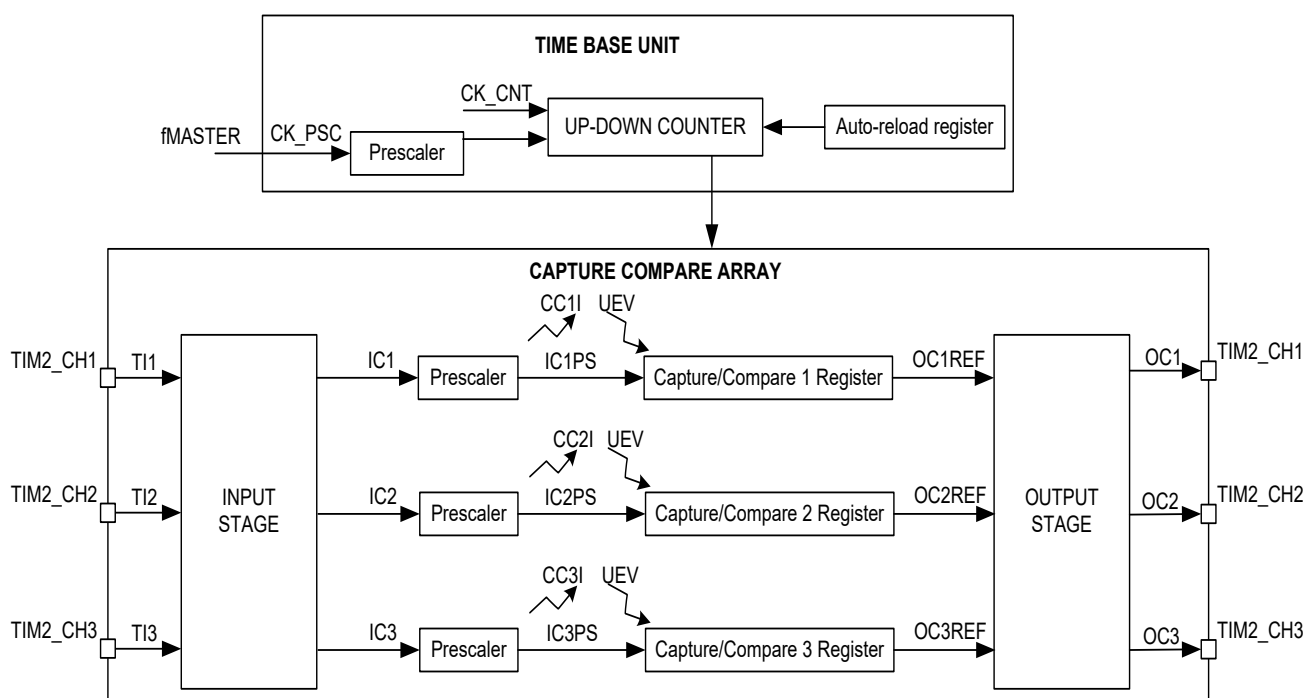 TIME BASE UNIT
CK_CNT
fMASTER
CK_PSC
Prescaler
UP-DOWN COUNTER
Auto-reload register
CAPTURE COMPARE ARRAY
CC1I
UEV
TIM2_CH1
TI1
IC1
Prescaler
IC1PS
Capture/Compare 1 Register
OC1REF
OC1
TIM2_CH1
CC2I
UEV
TIM2_CH2
TI2
INPUT
STAGE
IC2
Prescaler
IC2PS
Capture/Compare 2 Register
OC2REF
OUTPUT
STAGE
OC2
TIM2_CH2
CC3I
UEV
TIM2_CH3
TI3
IC3
Prescaler
IC3PS
Capture/Compare 3 Register
OC3REF
OC3
TIM2_CH3